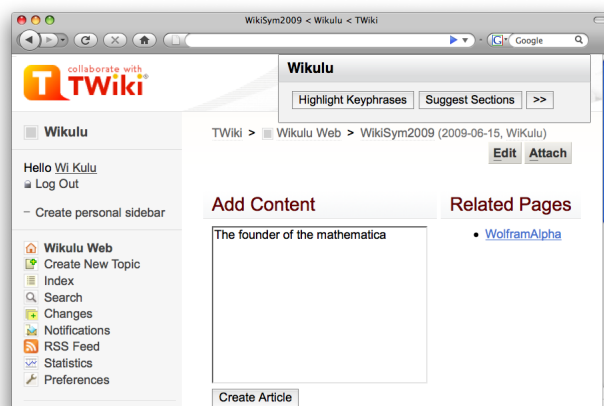 WikiSym2009 < Wikulu < TWiki
Google
collaborate with
TWiki
Wikulu
Highlight Keyphrases
Suggest Sections
>>
Wikulu
TWiki > Wikulu Web > WikiSym2009 (2009-06-15, WiKulu)
Edit
Attach
Hello Wi Kulu
Log Out
Create personal sidebar
Add Content
Related Pages
The founder of the mathematica
WolframAlpha
Wikulu Web
Create New Topic
Index
Search
Changes
Notifications
RSS Feed
Statistics
Preferences
Create Article